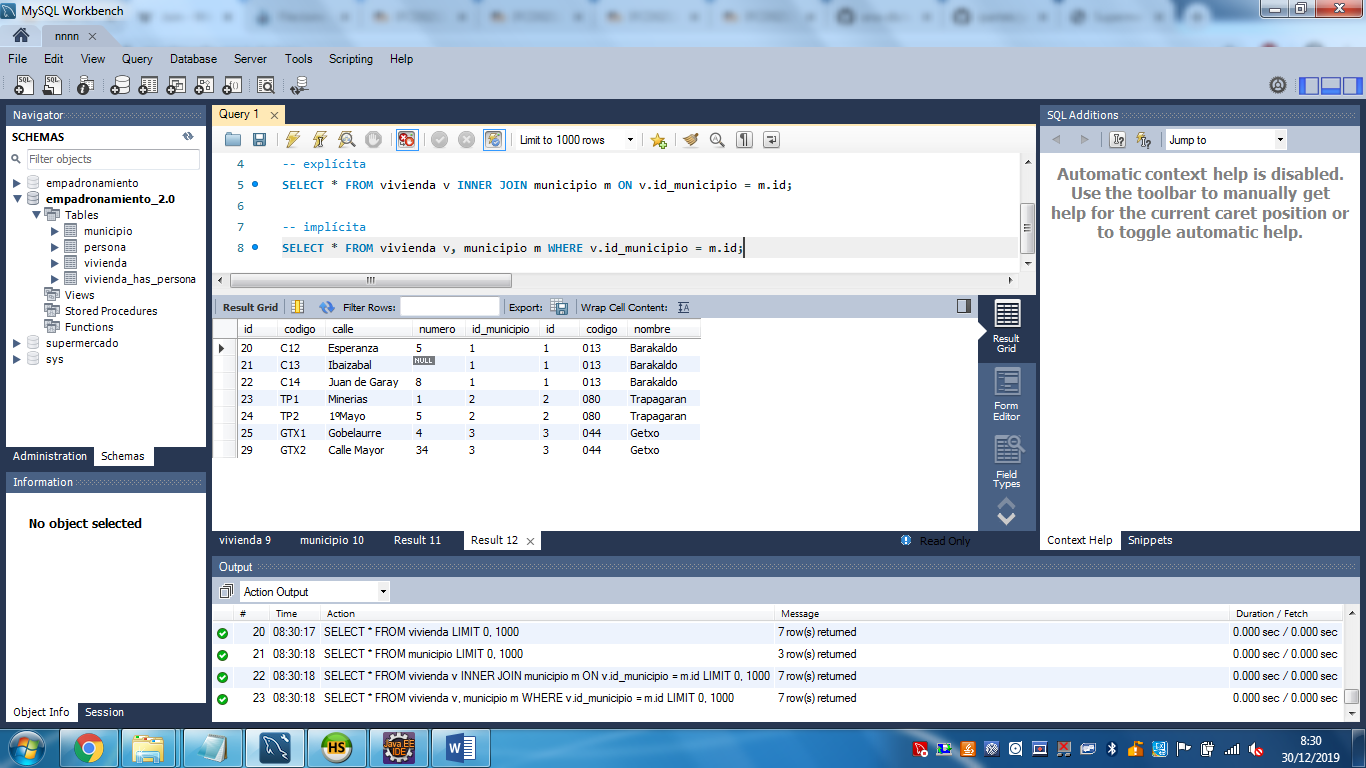 MySQL Workbench
nnnn
File Edit View Query Database Server Tools Scripting Help
Navigator
SCHEMAS
Filter objects
empadronamiento
empadronamiento_2.0
Tables
municipio
persona
vivienda
vivienda_has_persona
Views
Stored Procedures
Functions
supermercado
sys
Administration Schemas
Information
No object selected
Object Info Session
Query 1
Limit to 1000 rows
4 -- explícita
5 SELECT * FROM vivienda v INNER JOIN municipio m ON v.id_municipio = m.id;
6
7 -- implícita
8 SELECT * FROM vivienda v, municipio m WHERE v.id_municipio = m.id;
Result Grid Filter Rows: Export: Wrap Cell Content:
id codigo calle numero id_municipio id codigo nombre
20 C12 Esperanza 5 1 1 013 Barakaldo
21 C13 Ibaizabal NULL 1 1 013 Barakaldo
22 C14 Juan de Garay 8 1 1 013 Barakaldo
23 TP1 Minerias 1 2 2 080 Trapagaran
24 TP2 1ºMayo 5 2 2 080 Trapagaran
25 GTX1 Gobelaurre 4 3 3 044 Getxo
29 GTX2 Calle Mayor 34 3 3 044 Getxo
Result
Grid
Form
Editor
Field
Types
vivienda 9 municipio 10 Result 11 Result 12 Read Only
SQL Additions
Jump to
Automatic context help is disabled.
Use the toolbar to manually get
help for the current caret position or
to toggle automatic help.
Context Help Snippets
Output
Action Output
# Time Action Message Duration / Fetch
20 08:30:17 SELECT * FROM vivienda LIMIT 0, 1000 7 row(s) returned 0.000 sec / 0.000 sec
21 08:30:18 SELECT * FROM municipio LIMIT 0, 1000 3 row(s) returned 0.000 sec / 0.000 sec
22 08:30:18 SELECT * FROM vivienda v INNER JOIN municipio m ON v.id_municipio = m.id LIMIT 0, 1000 7 row(s) returned 0.000 sec / 0.000 sec
23 08:30:18 SELECT * FROM vivienda v, municipio m WHERE v.id_municipio = m.id LIMIT 0, 1000 7 row(s) returned 0.000 sec / 0.000 sec
HS
Java EE
IDE
W
8:30
30/12/2019